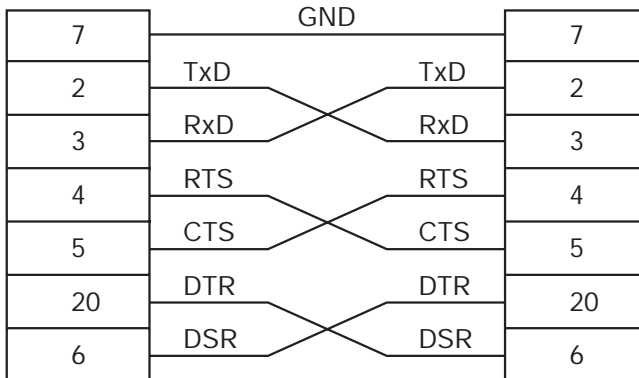 GND
7 7
2 TxD TxD 2
3 RxD RxD 3
4 RTS RTS 4
5 CTS CTS 5
20 DTR DTR 20
6 DSR DSR 6